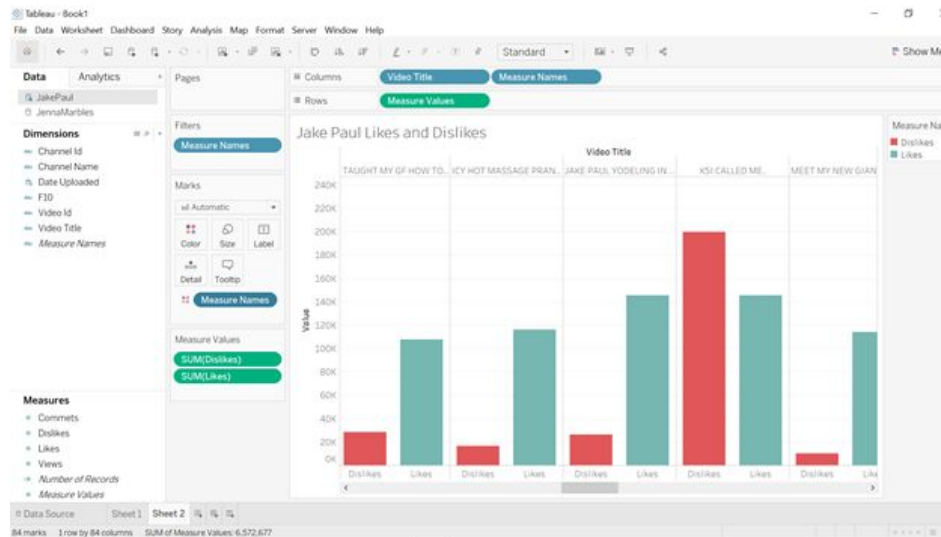 Tableau - Book1
File Data Worksheet Dashboard Story Analysis Map Format Server Window Help
Standard
Show Me
Data Analytics
Pages
Columns Video Title Measure Names
Rows Measure Values
JakePaul
JennaMarbles
Dimensions
Channel Id
Channel Name
Date Uploaded
F10
Video Id
Video Title
Measure Names
Filters
Measure Names
Marks
Automatic
Color Size Label
Detail Tooltip
Measure Names
Measure Values
SUM(Dislikes)
SUM(Likes)
Measures
Commets
Dislikes
Likes
Views
Number of Records
Measure Values
Jake Paul Likes and Dislikes
Video Title
TAUGHT MY GF HOW TO.. ICY HOT MASSAGE PRAN.. JAKE PAUL YODELING IN .. KSI CALLED ME. MEET MY NEW GIAN
240K
220K
200K
180K
160K
140K
120K
100K
80K
60K
40K
20K
0K
Value
Dislikes Likes Dislikes Likes Dislikes Likes Dislikes Likes Dislikes Lik
Measure Na
Dislikes
Likes
Data Source Sheet 1 Sheet 2
84 marks 1 row by 84 columns SUM of Measure Values: 6,572,677